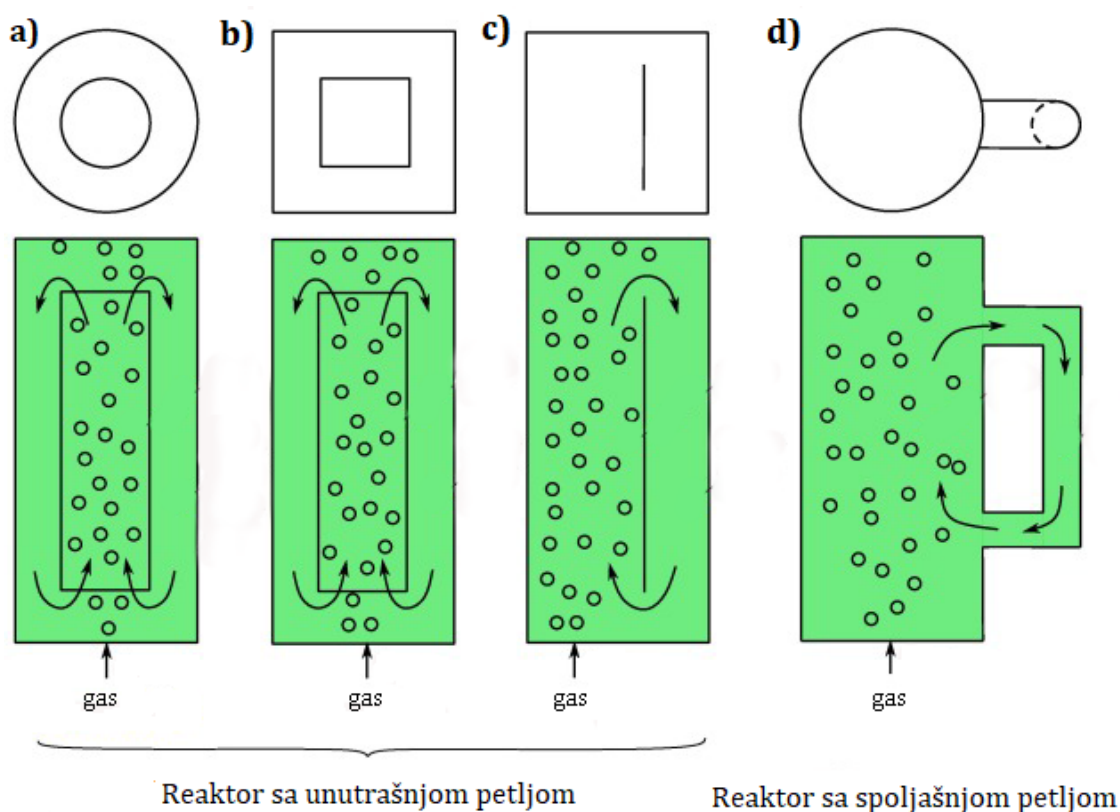 a)
b)
c)
d)
gas
gas
gas
gas
Reaktor sa unutrašnjom petljom
Reaktor sa spoljašnjom petljom